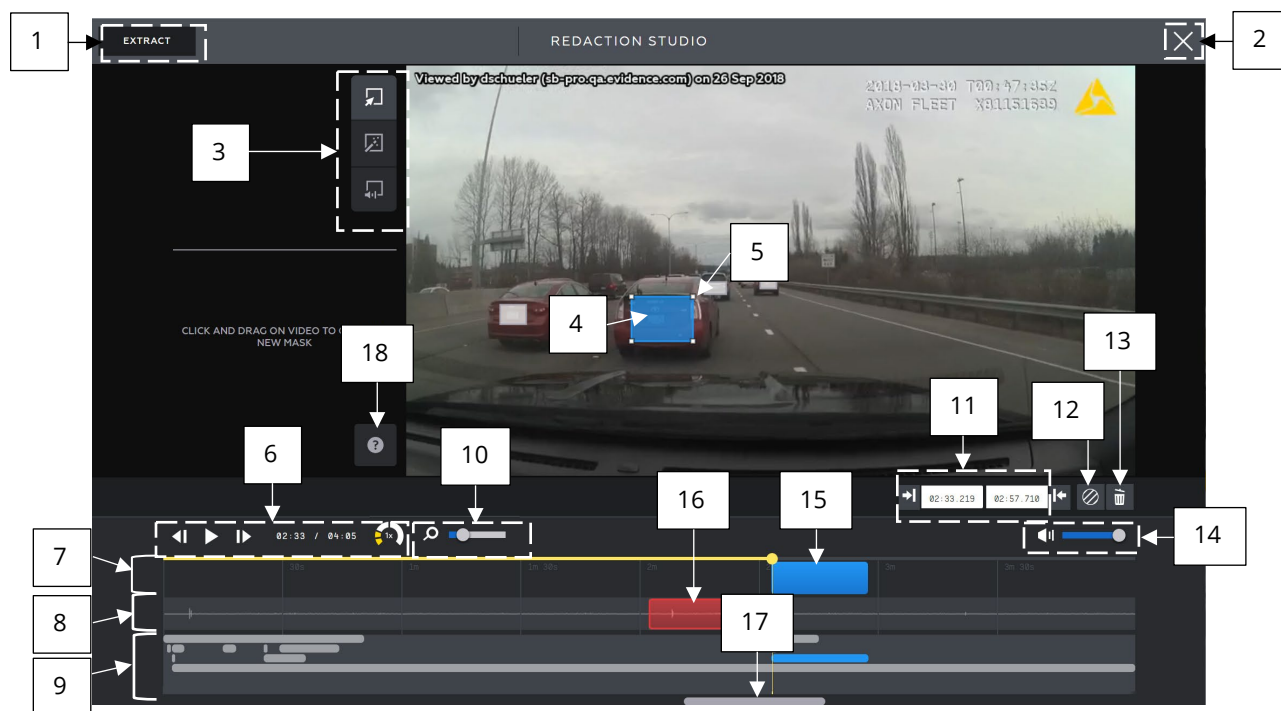 1
EXTRACT
REDACTION STUDIO
2
Viewed by dschueler (sb-pro.qa.evidence.com) on 26 Sep 2018
AXON FLEET X81151689
3
5
4
CLICK AND DRAG ON VIDEO TO
NEW MASK
18
?
13
11
12
6
10
16
15
02:33.219
02:57.710
02:33 / 04:05
1x
14
7
30s
1m
1m 30s
2m
3m
3m 30s
8
17
9